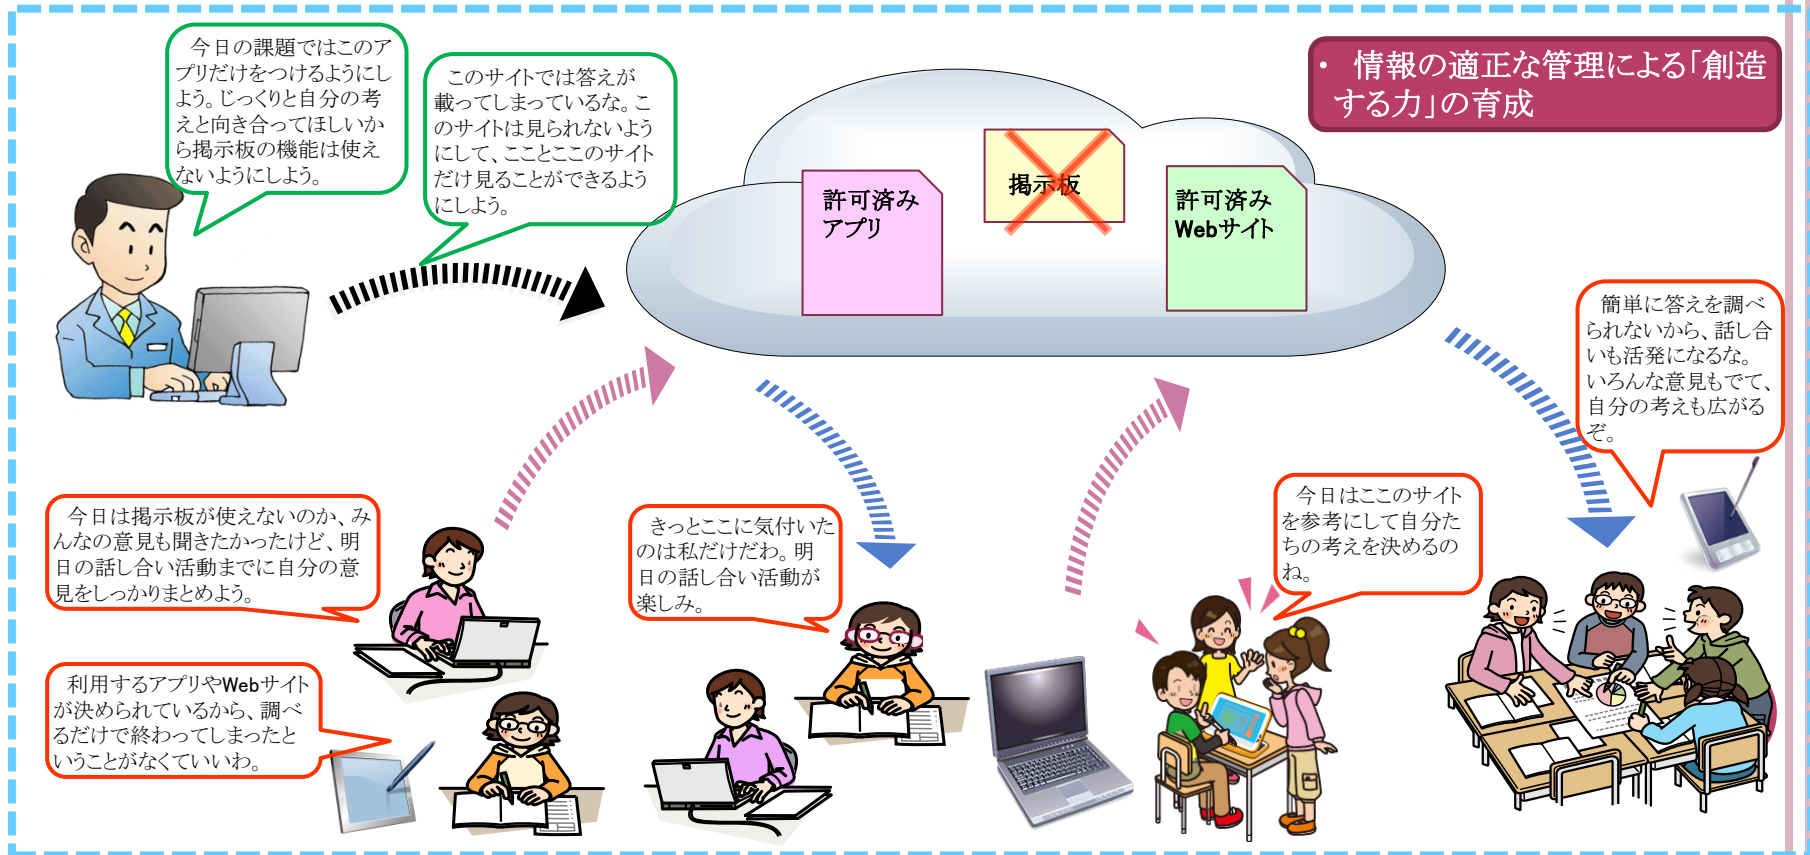 今日の課題ではこのア
プリだけをつけるようにし
よう。じっくりと自分の考
えと向き合ってほしいか
ら掲示板の機能は使え
ないようにしよう。
このサイトでは答えが
載ってしまっているな。こ
のサイトは見られないよう
にして、こことここのサイト
だけ見ることができるよう
にしよう。
・ 情報の適正な管理による「創造
する力」の育成
許可済み
アプリ
掲示板
許可済み
Webサイト
簡単に答えを調べ
られないから、話し合
いも活発になるな。
いろんな意見もでて、
自分の考えも広がる
ぞ。
今日は掲示板が使えないのか、み
んなの意見も聞きたかったけど、明
日の話し合い活動までに自分の意
見をしっかりまとめよう。
きっとここに気付いた
のは私だけだわ。明
日の話し合い活動が
楽しみ。
今日はここのサイト
を参考にして自分た
ちの考えを決めるの
ね。
利用するアプリやWebサイト
が決められているから、調べ
るだけで終わってしまったと
いうことがなくていいわ。